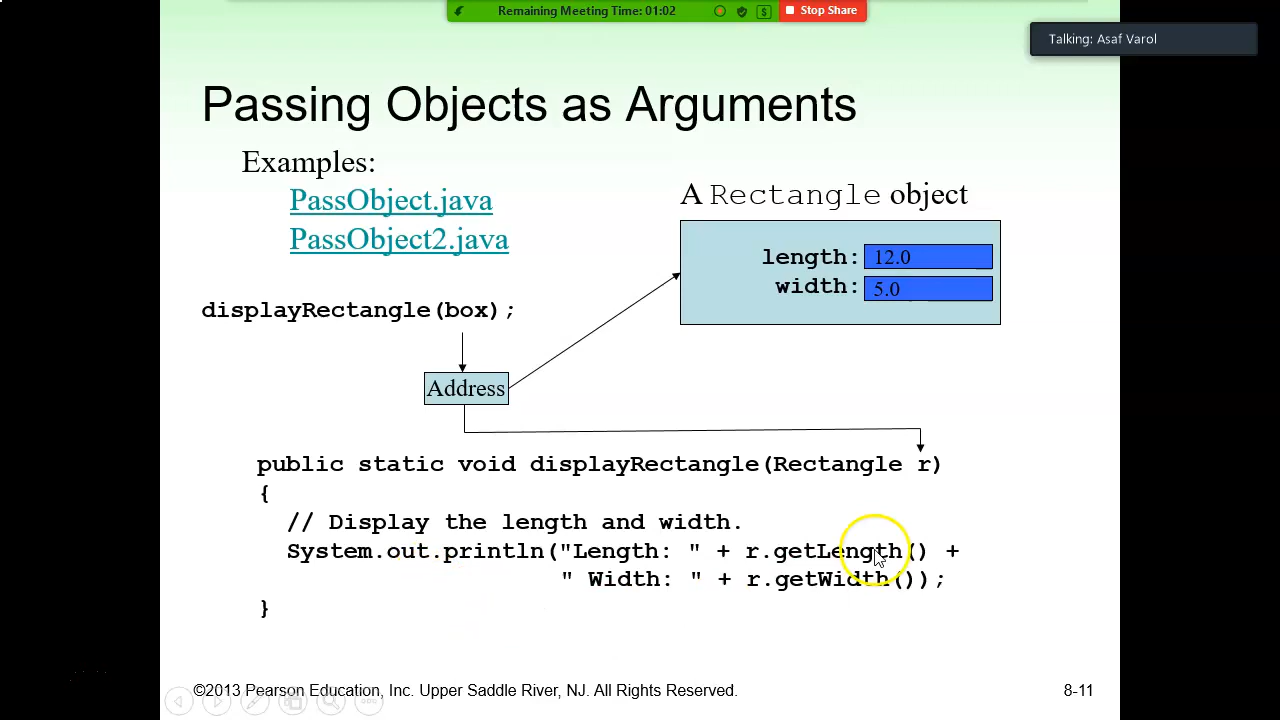 Remaining Meeting Time: 01:02
Stop Share
Talking: Asaf Varol
Passing Objects as Arguments
Examples:
PassObject.java
PassObject2.java
A Rectangle object
length: 12.0
width: 5.0
displayRectangle(box);
Address
public static void displayRectangle(Rectangle r)
{
// Display the length and width.
System.out.println("Length: " + r.getLength() +
" Width: " + r.getWidth());
}
©2013 Pearson Education, Inc. Upper Saddle River, NJ. All Rights Reserved.
8-11